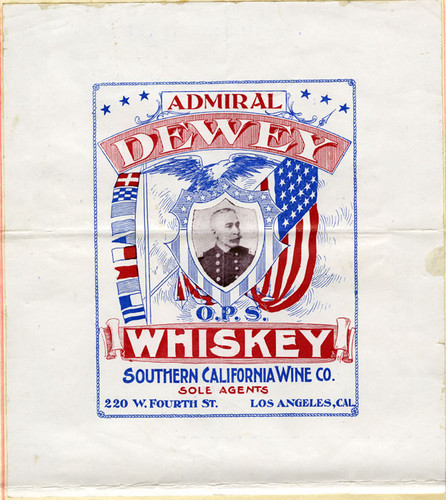 ADMIRAL
DEWEY
O.P.S.
WHISKEY
SOUTHERN CALIFORNIA WINE CO.
SOLE AGENTS
220 W. FOURTH ST. LOS ANGELES, CAL.